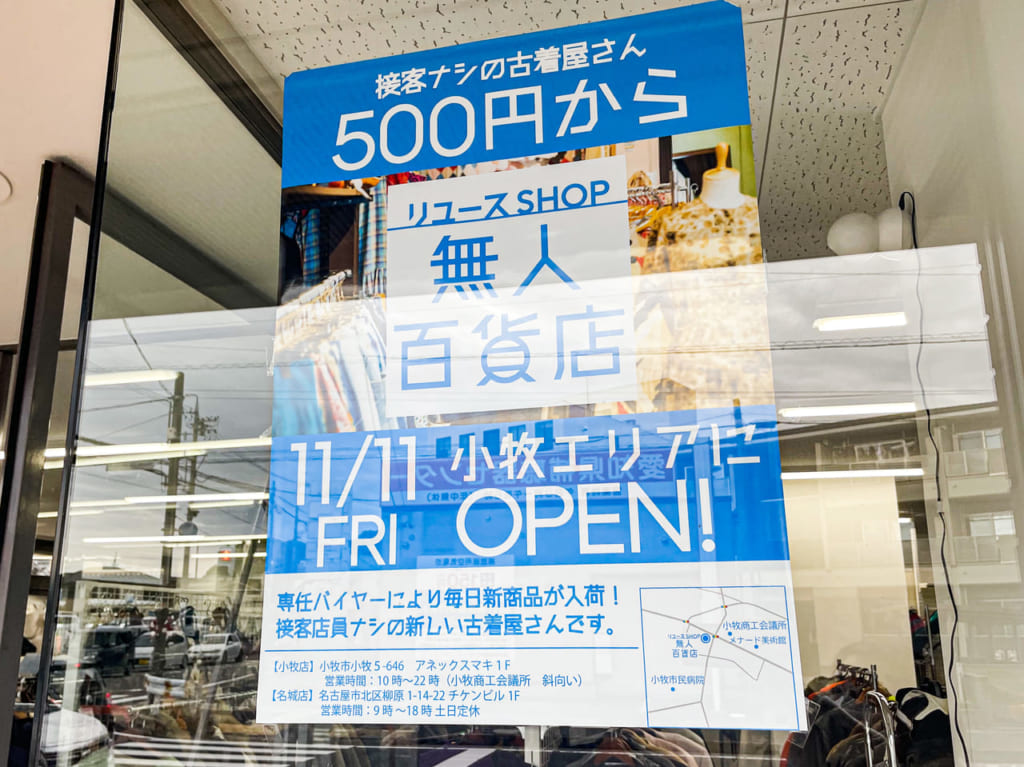 接客ナシの古着屋さん
500円から
リユースSHOP
無人
百貨店
11/11 小牧エリアに
FRI OPEN!
専任バイヤーにより毎日新商品が入荷！
接客店員ナシの新しい古着屋さんです。
【小牧店】小牧市小牧 5-646 アネックスマキ 1F
営業時間：10時〜22時（小牧商工会議所 斜向い）
【名城店】名古屋市北区柳原 1-14-22 チケンビル 1F
営業時間：9時〜18時 土日定休
小牧商工会議所
リユースSHOP
無人
百貨店
メナード美術館
小牧市民病院